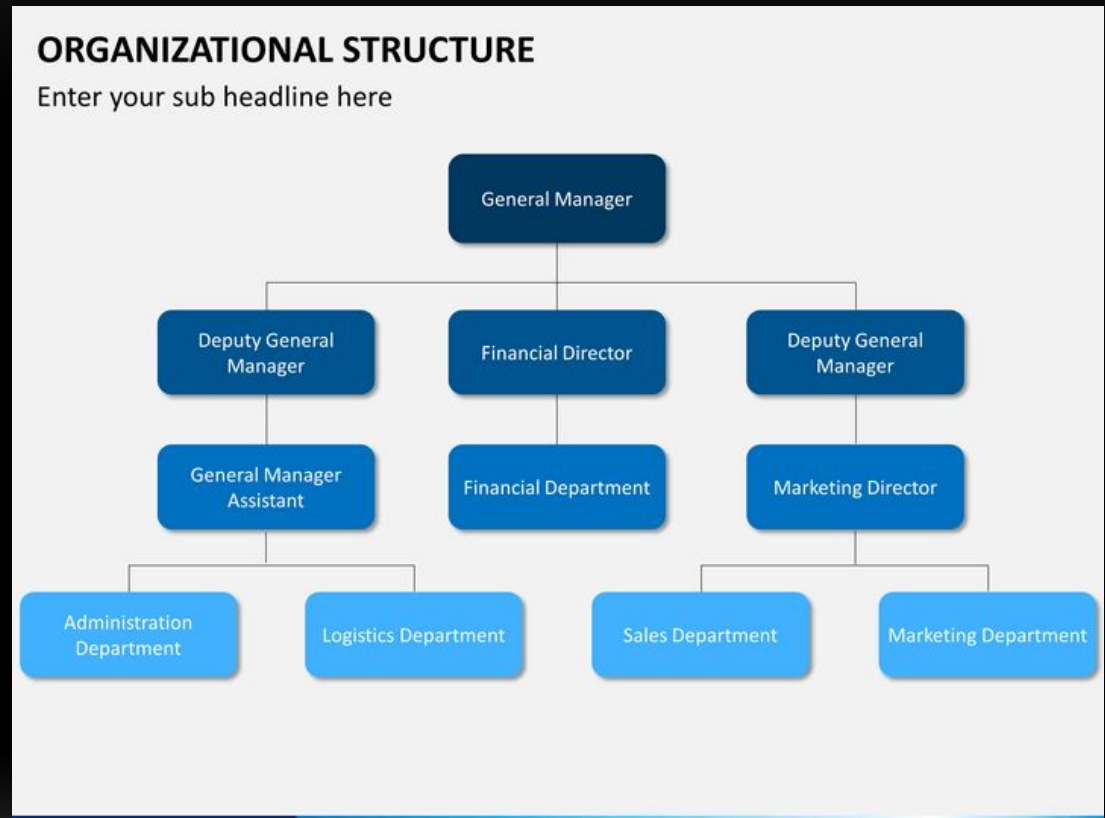 ORGANIZATIONAL STRUCTURE
Enter your sub headline here
General Manager
Deputy General
Manager
Financial Director
Deputy General
Manager
General Manager
Assistant
Financial Department
Marketing Director
Administration
Department
Logistics Department
Sales Department
Marketing Department